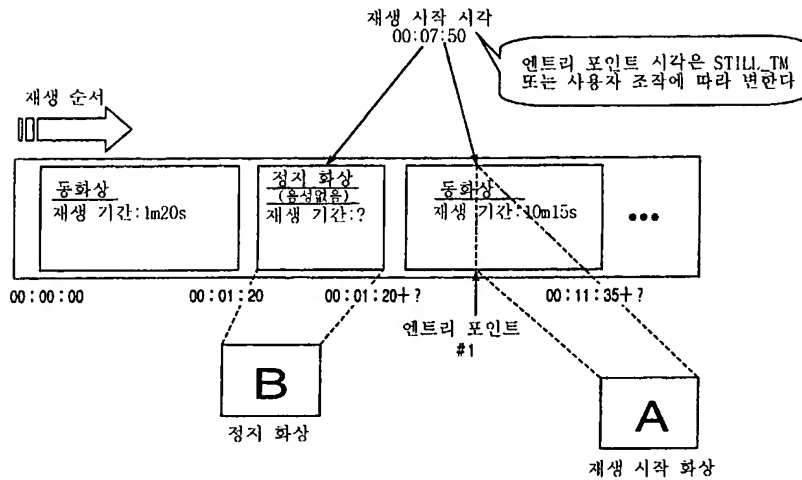 재생 시작 시각
00:07:50
엔트리 포인트 시각은 STILL_TM
또는 사용자 조작에 따라 변한다
재생 순서
동화상
재생 기간:1m20s
정지 화상
(음성없음)
재생 기간:?
동화상
재생 기간:10m15s
•••
00:00:00
00:01:20
00:01:20+?
00:11:35+?
엔트리 포인트
#1
B
정지 화상
A
재생 시작 화상